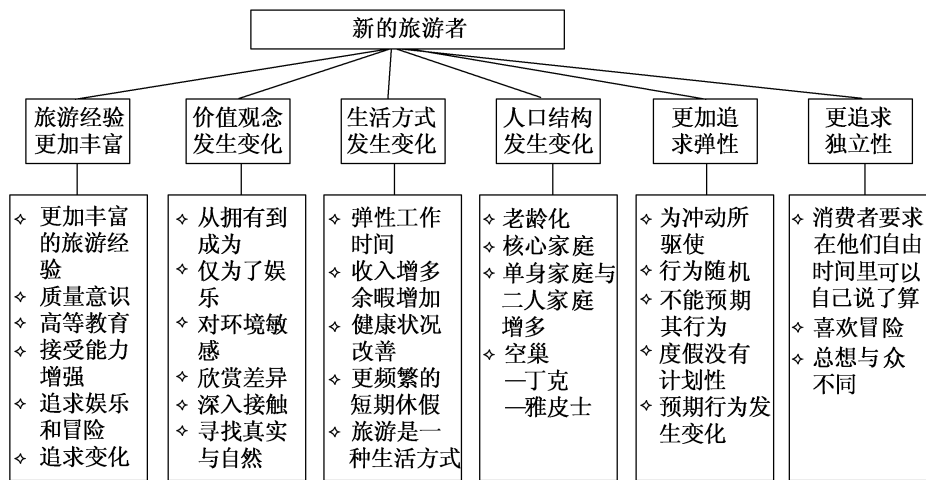 新的旅游者
旅游经验
更加丰富
价值观念
发生变化
生活方式
发生变化
人口结构
发生变化
更加追
求弹性
更追求
独立性
✧ 更加丰富
的旅游经
验
✧ 质量意识
✧ 高等教育
✧ 接受能力
增强
✧ 追求娱乐
和冒险
✧ 追求变化
✧ 从拥有到
成为
✧ 仅为了娱
乐
✧ 对环境敏
感
✧ 欣赏差异
✧ 深入接触
✧ 寻找真实
与自然
✧ 弹性工作
时间
✧ 收入增多
余暇增加
✧ 健康状况
改善
✧ 更频繁的
短期休假
✧ 旅游是一
种生活方式
✧ 老龄化
✧ 核心家庭
✧ 单身家庭与
二人家庭
增多
✧ 空巢
—丁克
—雅皮士
✧ 为冲动所
驱使
✧ 行为随机
✧ 不能预期
其行为
✧ 度假没有
计划性
✧ 预期行为发
生变化
✧ 消费者要求
在他们自由
时间里可以
自己说了算
✧ 喜欢冒险
✧ 总想与众
不同